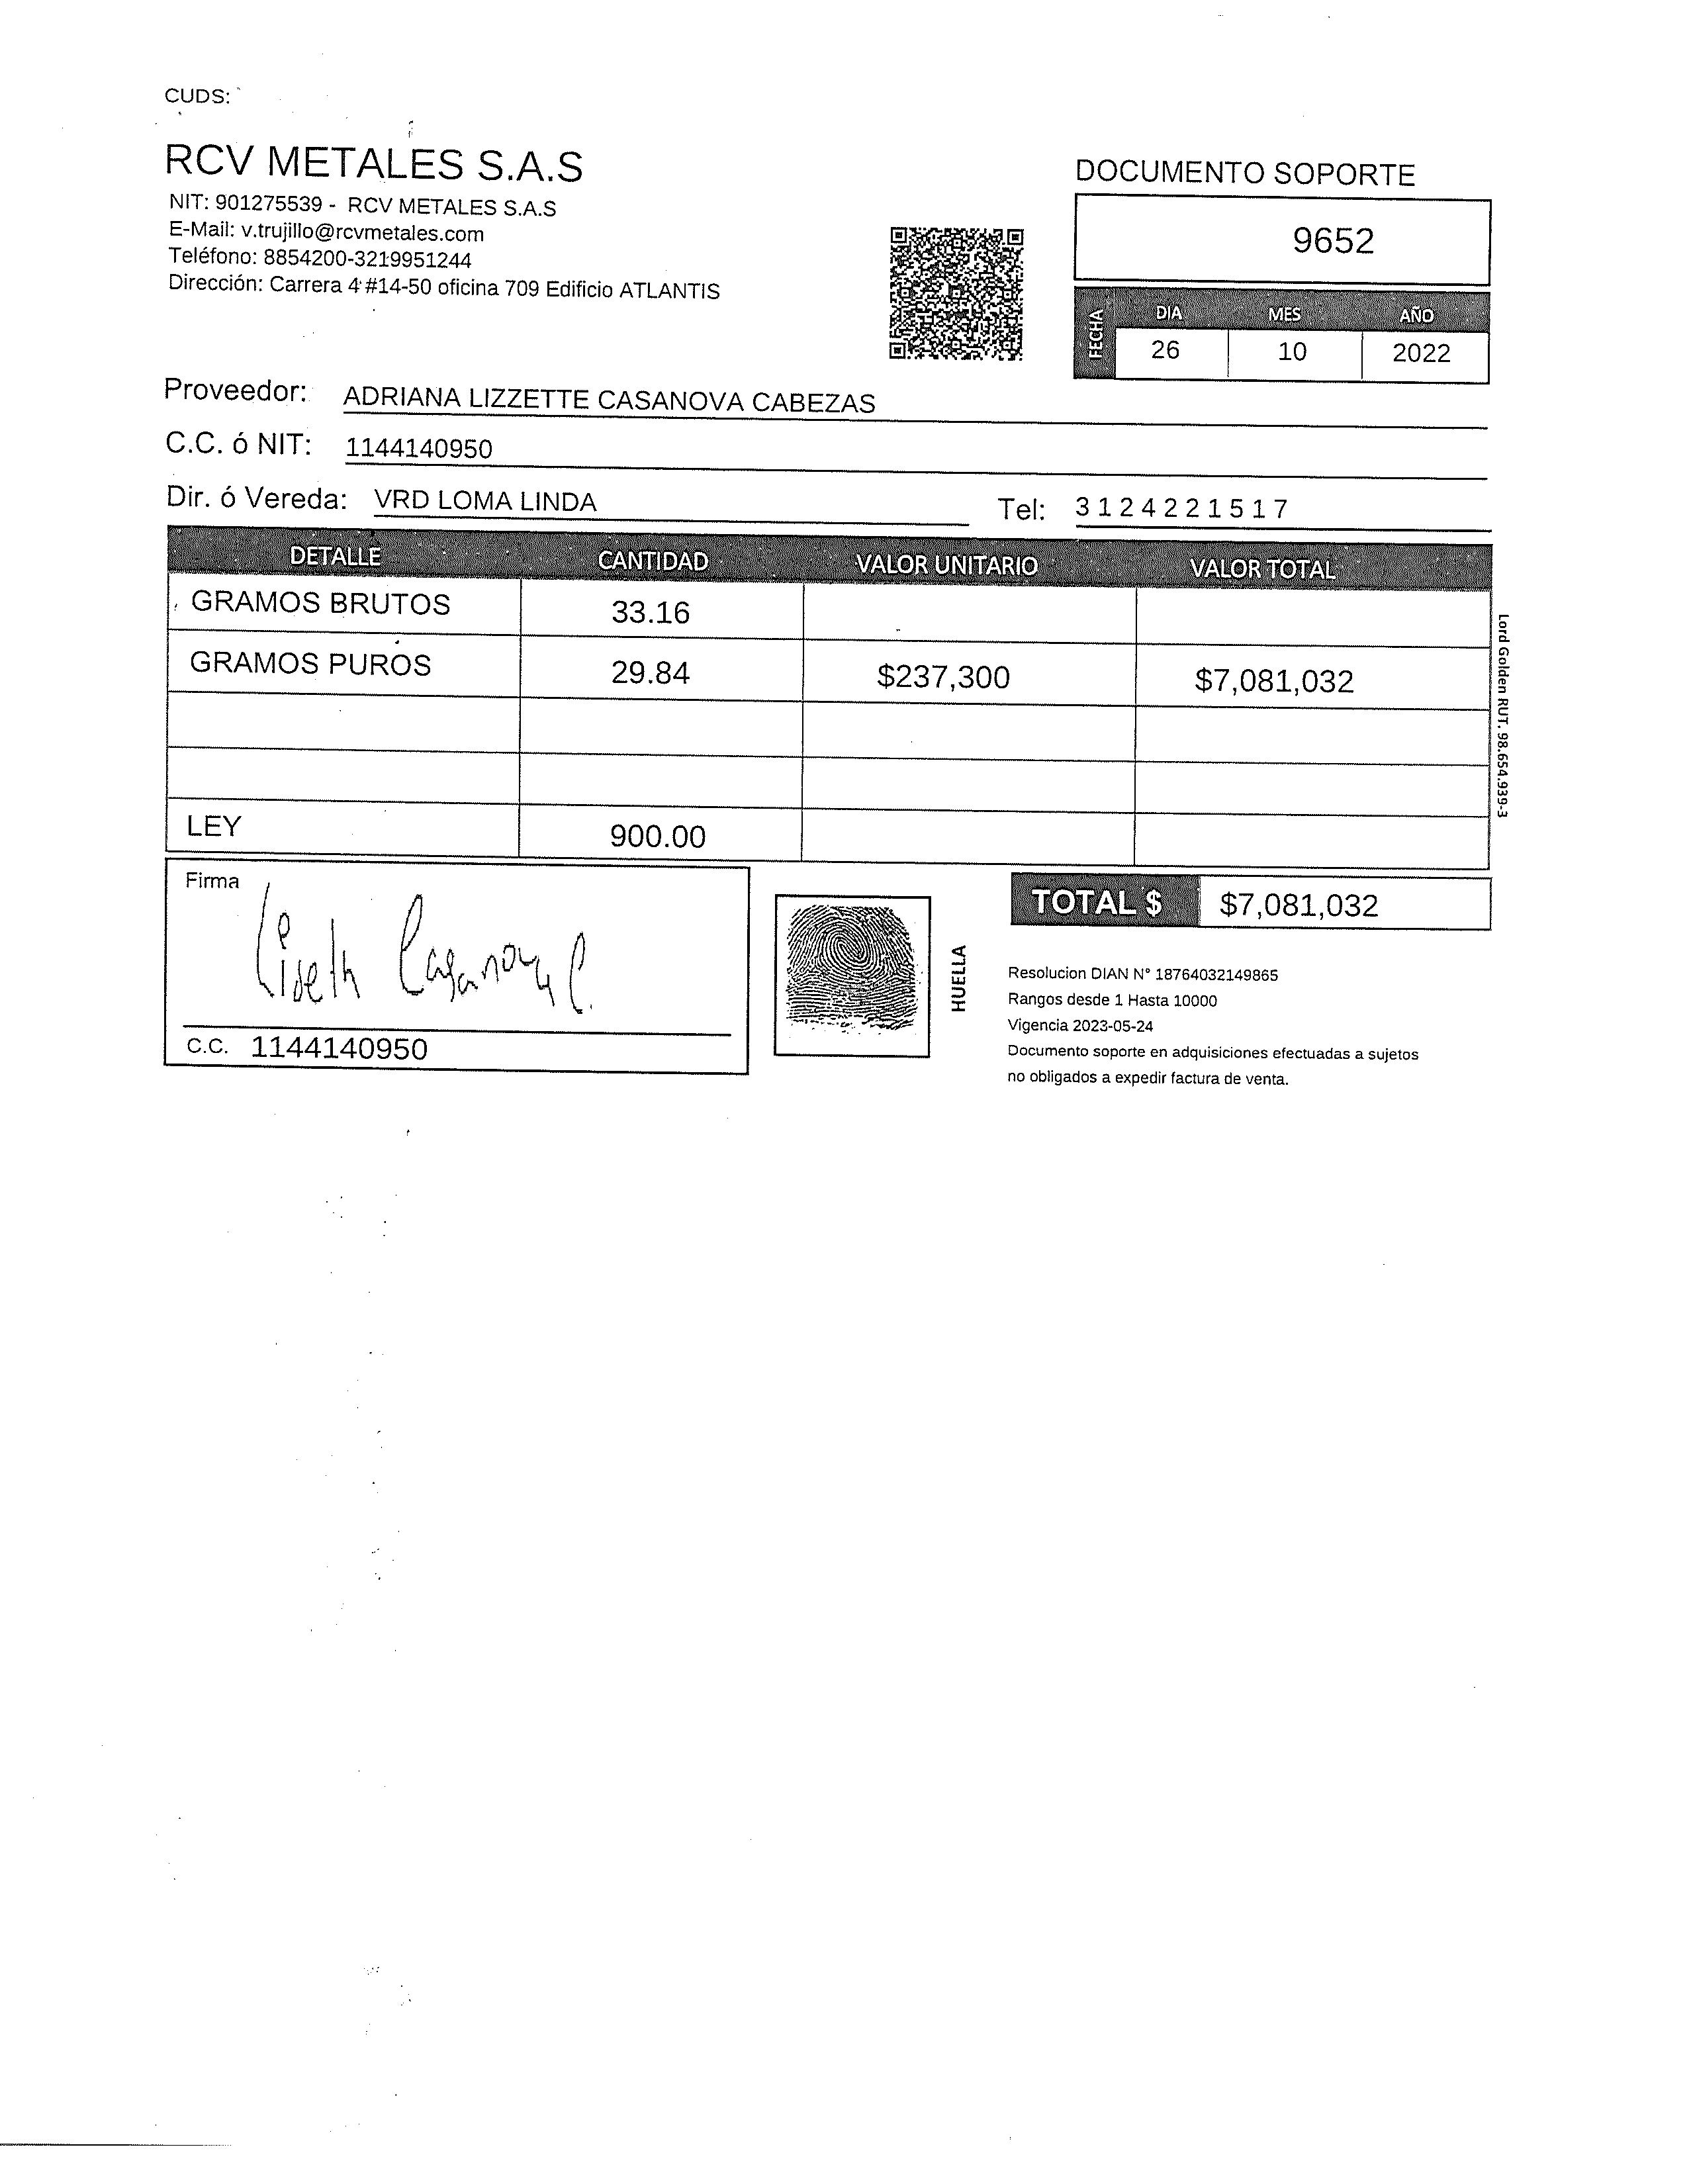 CUDS:
RCV METALES S.A.S
NIT: 901275539 - RCV METALES S.A.S
E-Mail: v.trujillo@rcvmetales.com
Teléfono: 8854200-3219951244
Dirección: Carrera 4 #14-50 oficina 709 Edificio ATLANTIS
DOCUMENTO SOPORTE
9652
FECHA
DIA MES AÑO
26 10 2022
Proveedor: ADRIANA LIZZETTE CASANOVA CABEZAS
C.C. ó NIT: 1144140950
Dir. ó Vereda: VRD LOMA LINDA Tel: 3124221517
DETALLE CANTIDAD VALOR UNITARIO VALOR TOTAL
GRAMOS BRUTOS 33.16
GRAMOS PUROS 29.84 $237,300 $7,081,032
LEY 900.00
Lord Golden RUT. 98.654.939-3
Firma
Liseth Casanova C.
C.C. 1144140950
HUELLA
TOTAL $ $7,081,032
Resolucion DIAN N° 18764032149865
Rangos desde 1 Hasta 10000
Vigencia 2023-05-24
Documento soporte en adquisiciones efectuadas a sujetos
no obligados a expedir factura de venta.